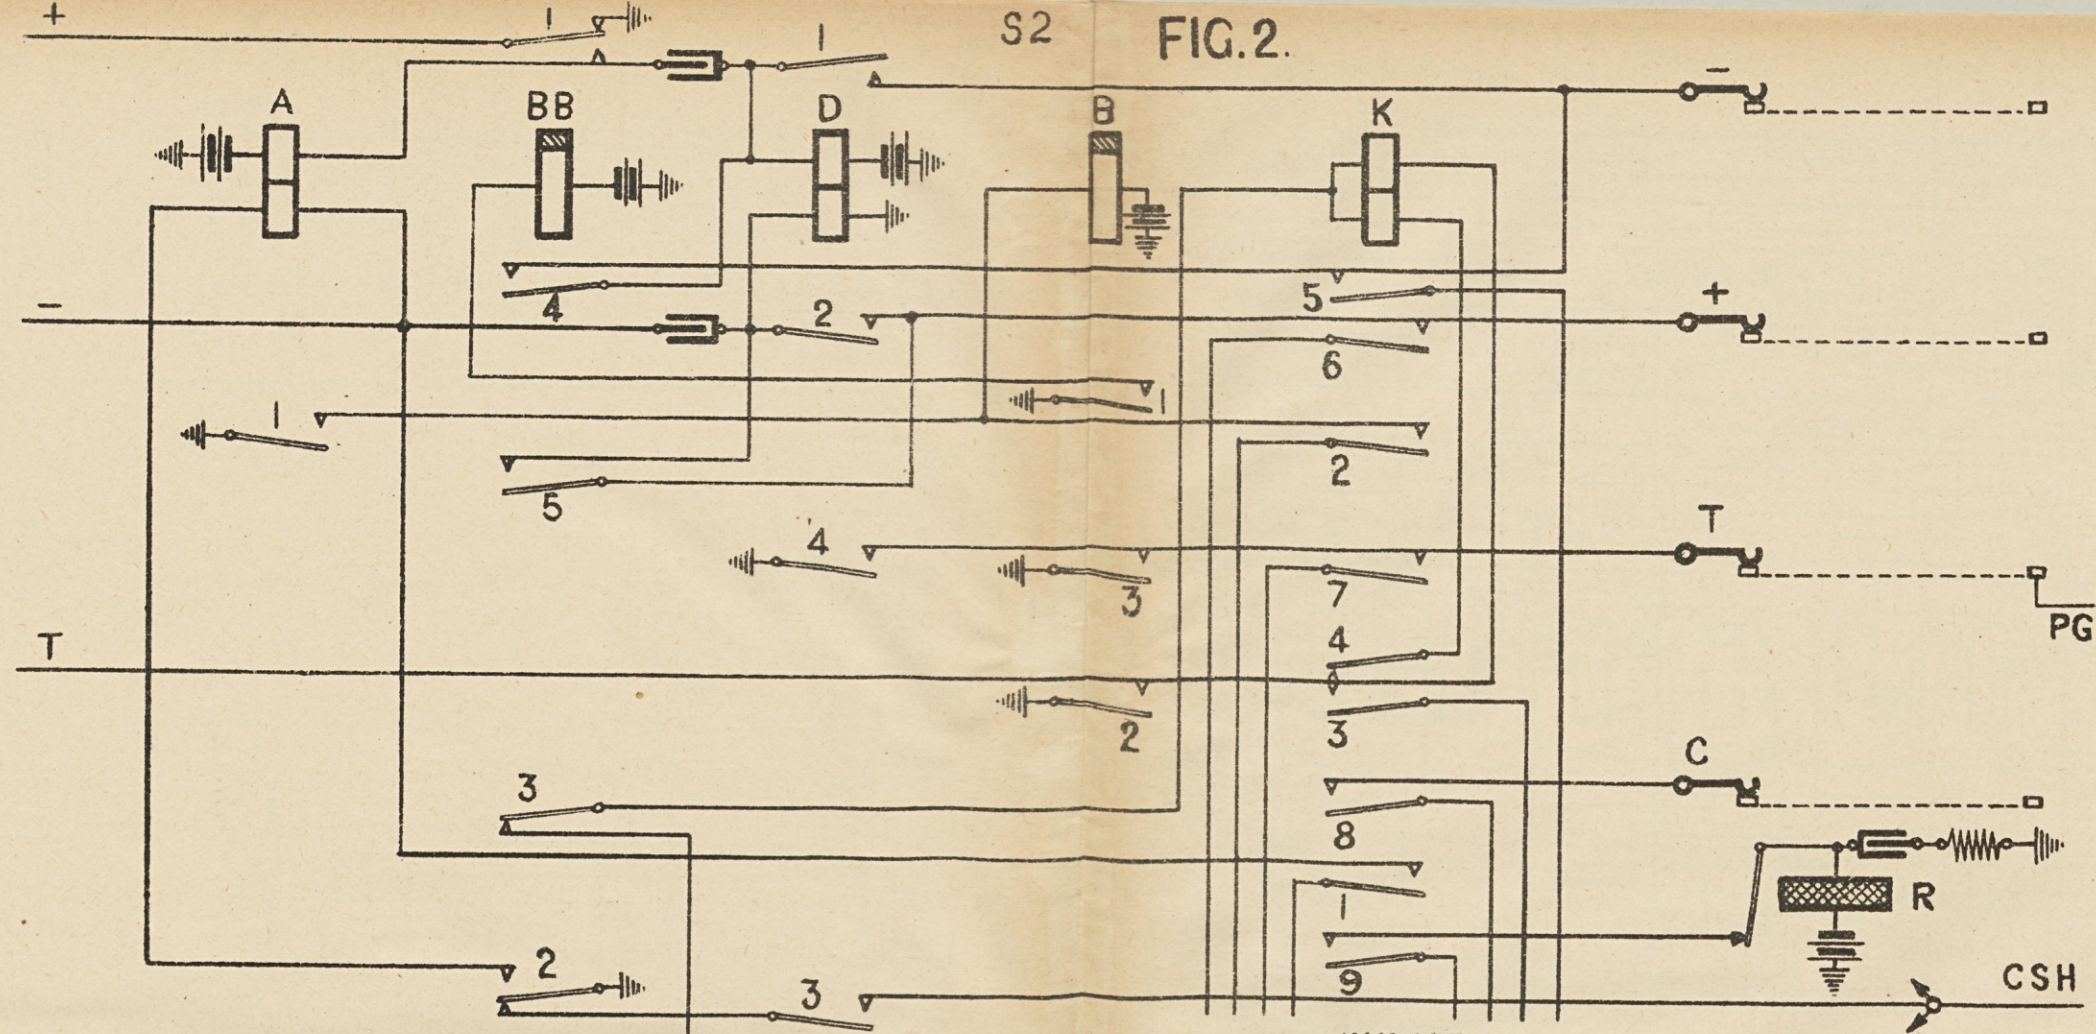 + 1 S2 FIG.2.
1
−
A BB D B K
4 5
− 2 +
6
1 1
2
5
4 T
3 7
T 4 PG
2 3
3 C
8
1 R
2 3 9 CSH